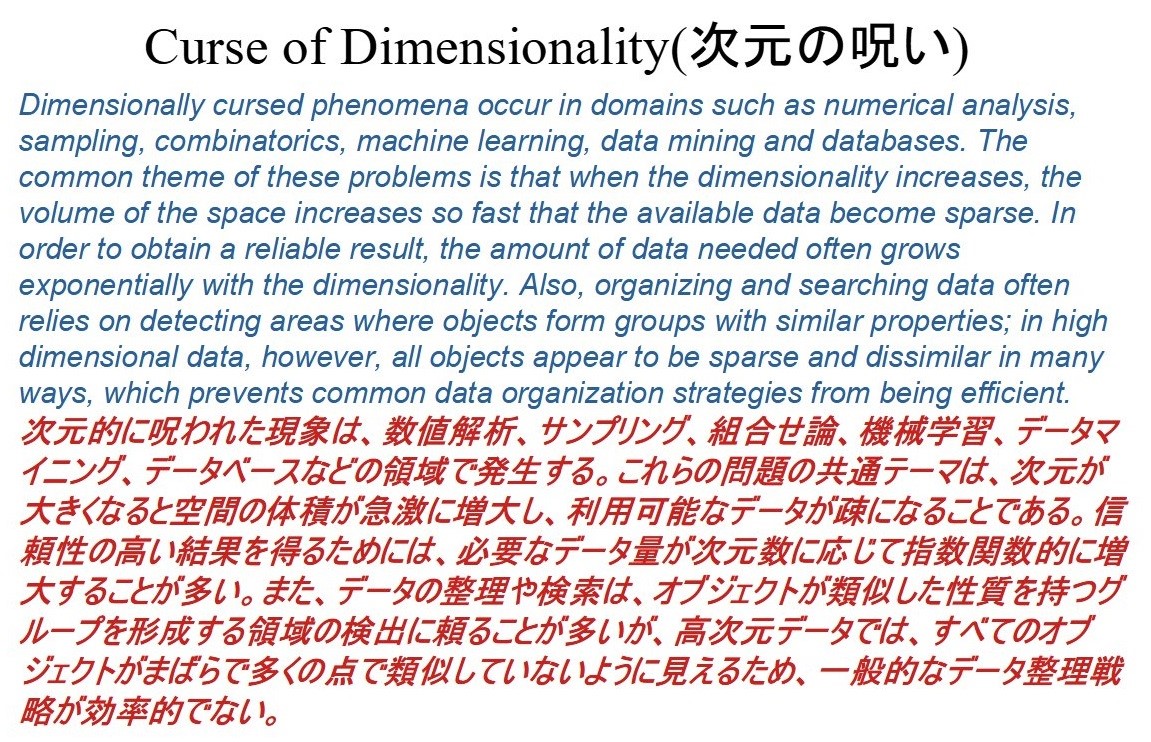 Curse of Dimensionality(次元の呪い)
Dimensionally cursed phenomena occur in domains such as numerical analysis,
sampling, combinatorics, machine learning, data mining and databases. The
common theme of these problems is that when the dimensionality increases, the
volume of the space increases so fast that the available data become sparse. In
order to obtain a reliable result, the amount of data needed often grows
exponentially with the dimensionality. Also, organizing and searching data often
relies on detecting areas where objects form groups with similar properties; in high
dimensional data, however, all objects appear to be sparse and dissimilar in many
ways, which prevents common data organization strategies from being efficient.
次元的に呪われた現象は、数値解析、サンプリング、組合せ論、機械学習、データマ
イニング、データベースなどの領域で発生する。これらの問題の共通テーマは、次元が
大きくなると空間の体積が急激に増大し、利用可能なデータが疎になることである。信
頼性の高い結果を得るためには、必要なデータ量が次元数に応じて指数関数的に増
大することが多い。また、データの整理や検索は、オブジェクトが類似した性質を持つグ
ループを形成する領域の検出に頼ることが多いが、高次元データでは、すべてのオブ
ジェクトがまばらで多くの点で類似していないように見えるため、一般的なデータ整理戦
略が効率的でない。